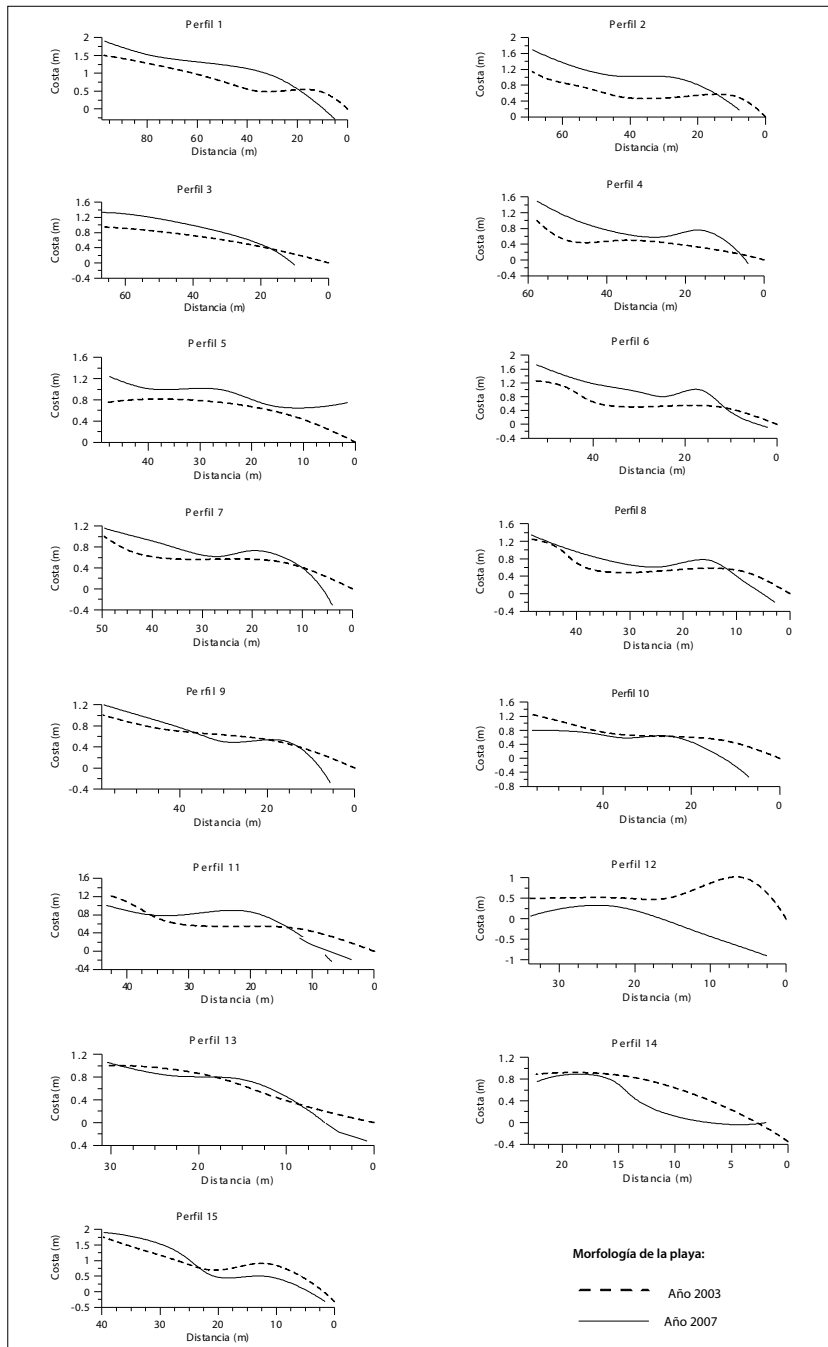 Perfil 1
Costa (m)
2
1.5
1
0.5
0
80 60 40 20 0
Distancia (m)
Perfil 2
Costa (m)
2
1.6
1.2
0.8
0.4
0
60 40 20 0
Distancia (m)
Perfil 3
Costa (m)
1.6
1.2
0.8
0.4
0
-0.4
60 40 20 0
Distancia (m)
Perfil 4
Costa (m)
1.6
1.2
0.8
0.4
0
-0.4
60 40 20 0
Distancia (m)
Perfil 5
Costa (m)
1.6
1.2
0.8
0.4
0
40 30 20 10 0
Distancia (m)
Perfil 6
Costa (m)
2
1.6
1.2
0.8
0.4
0
-0.4
40 20 0
Distancia (m)
Perfil 7
Costa (m)
1.2
0.8
0.4
0
-0.4
50 40 30 20 10 0
Distancia (m)
Perfil 8
Costa (m)
1.6
1.2
0.8
0.4
0
-0.4
40 30 20 10 0
Distancia (m)
Perfil 9
Costa (m)
1.2
0.8
0.4
0
-0.4
40 20 0
Distancia (m)
Perfil 10
Costa (m)
1.6
1.2
0.8
0.4
0
-0.4
-0.8
40 20 0
Distancia (m)
Perfil 11
Costa (m)
1.6
1.2
0.8
0.4
0
-0.4
40 30 20 10 0
Distancia (m)
Perfil 12
Costa (m)
1
0.5
0
-0.5
-1
30 20 10 0
Distancia (m)
Perfil 13
Costa (m)
1.2
0.8
0.4
0
0.4
30 20 10 0
Distancia (m)
Perfil 14
Costa (m)
1.2
0.8
0.4
0
-0.4
20 15 10 5 0
Distancia (m)
Perfil 15
Costa (m)
2
1.5
1
0.5
0
-0.5
40 30 20 10 0
Distancia (m)
Morfología de la playa:
Año 2003
Año 2007